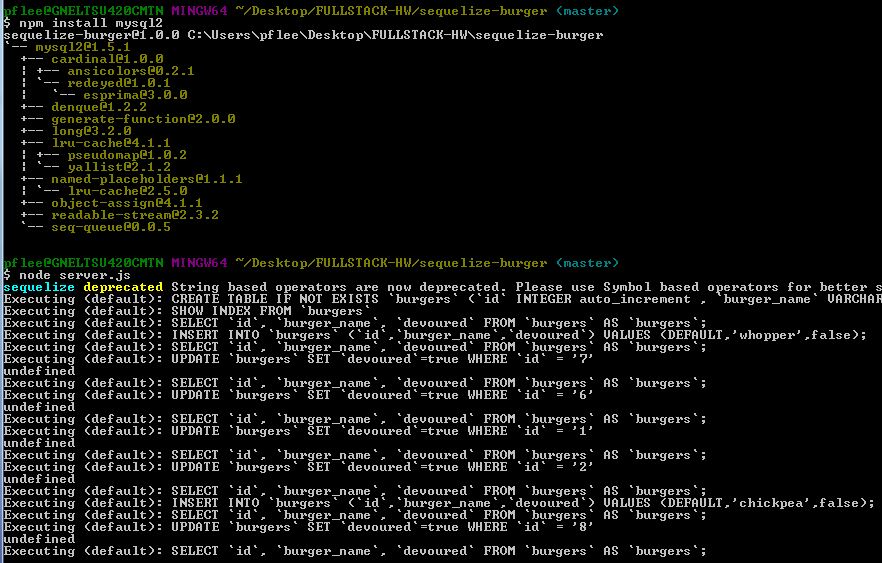 pflee@GNELTSU420CMTN MINGW64 ~/Desktop/FULLSTACK-HW/sequelize-burger (master)
$ npm install mysql2
sequelize-burger@1.0.0 C:\Users\pflee\Desktop\FULLSTACK-HW\sequelize-burger
`-- mysql2@1.5.1
  +-- cardinal@1.0.0
  ¦ +-- ansicolors@0.2.1
  ¦ `-- redeyed@1.0.1
  ¦   `-- esprima@3.0.0
  +-- denque@1.2.2
  +-- generate-function@2.0.0
  +-- long@3.2.0
  +-- lru-cache@4.1.1
  ¦ +-- pseudomap@1.0.2
  ¦ `-- yallist@2.1.2
  +-- named-placeholders@1.1.1
  ¦ `-- lru-cache@2.5.0
  +-- object-assign@4.1.1
  +-- readable-stream@2.3.2
  `-- seq-queue@0.0.5
pflee@GNELTSU420CMTN MINGW64 ~/Desktop/FULLSTACK-HW/sequelize-burger (master)
$ node server.js
sequelize deprecated String based operators are now deprecated. Please use Symbol based operators for better s
Executing (default): CREATE TABLE IF NOT EXISTS `burgers` (`id` INTEGER auto_increment , `burger_name` VARCHAR
Executing (default): SHOW INDEX FROM `burgers`
Executing (default): SELECT `id`, `burger_name`, `devoured` FROM `burgers` AS `burgers`;
Executing (default): INSERT INTO `burgers` (`id`,`burger_name`,`devoured`) VALUES (DEFAULT,'whopper',false);
Executing (default): SELECT `id`, `burger_name`, `devoured` FROM `burgers` AS `burgers`;
Executing (default): UPDATE `burgers` SET `devoured`=true WHERE `id` = '7'
undefined
Executing (default): SELECT `id`, `burger_name`, `devoured` FROM `burgers` AS `burgers`;
Executing (default): UPDATE `burgers` SET `devoured`=true WHERE `id` = '6'
undefined
Executing (default): SELECT `id`, `burger_name`, `devoured` FROM `burgers` AS `burgers`;
Executing (default): UPDATE `burgers` SET `devoured`=true WHERE `id` = '1'
undefined
Executing (default): SELECT `id`, `burger_name`, `devoured` FROM `burgers` AS `burgers`;
Executing (default): UPDATE `burgers` SET `devoured`=true WHERE `id` = '2'
undefined
Executing (default): SELECT `id`, `burger_name`, `devoured` FROM `burgers` AS `burgers`;
Executing (default): INSERT INTO `burgers` (`id`,`burger_name`,`devoured`) VALUES (DEFAULT,'chickpea',false);
Executing (default): SELECT `id`, `burger_name`, `devoured` FROM `burgers` AS `burgers`;
Executing (default): UPDATE `burgers` SET `devoured`=true WHERE `id` = '8'
undefined
Executing (default): SELECT `id`, `burger_name`, `devoured` FROM `burgers` AS `burgers`;